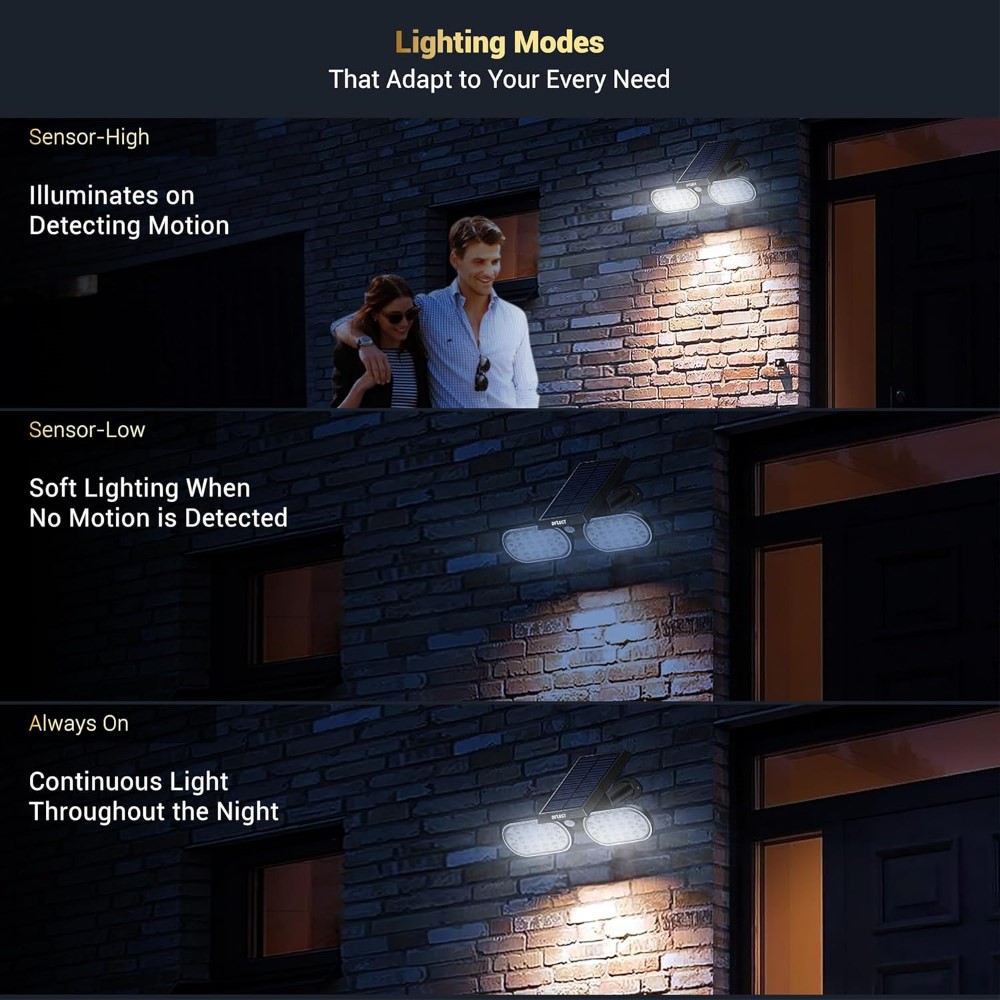 Lighting Modes
That Adapt to Your Every Need
Sensor-High
Illuminates on
Detecting Motion
Sensor-Low
Soft Lighting When
No Motion is Detected
Always On
Continuous Light
Throughout the Night